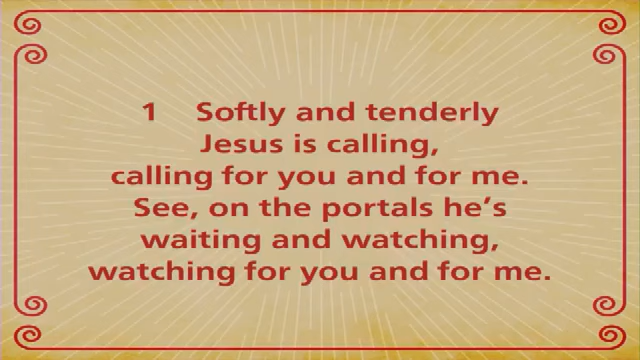 1 Softly and tenderly
Jesus is calling,
calling for you and for me.
See, on the portals he’s
waiting and watching,
watching for you and for me.